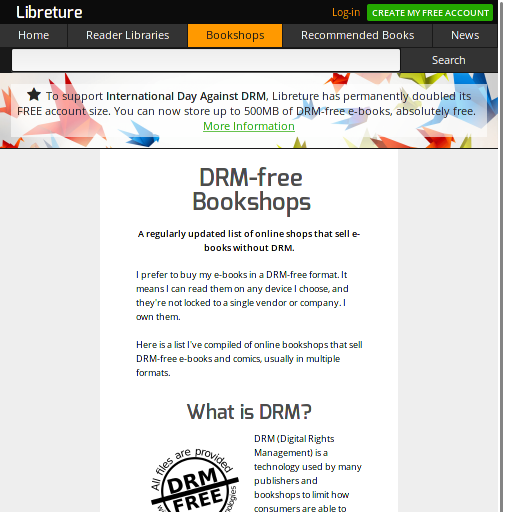 Libreture
Log-in
CREATE MY FREE ACCOUNT
Home
Reader Libraries
Bookshops
Recommended Books
News
Search
★ To support International Day Against DRM, Libreture has permanently doubled its
FREE account size. You can now store up to 500MB of DRM-free e-books, absolutely free.
More Information
DRM-free
Bookshops
A regularly updated list of online shops that sell e-
books without DRM.
I prefer to buy my e-books in a DRM-free format. It
means I can read them on any device I choose, and
they're not locked to a single vendor or company. I
own them.
Here is a list I've compiled of online bookshops that sell
DRM-free e-books and comics, usually in multiple
formats.
What is DRM?
All files are provided
DRM
FREE
DRM (Digital Rights
Management) is a
technology used by many
publishers and
bookshops to limit how
consumers are able to